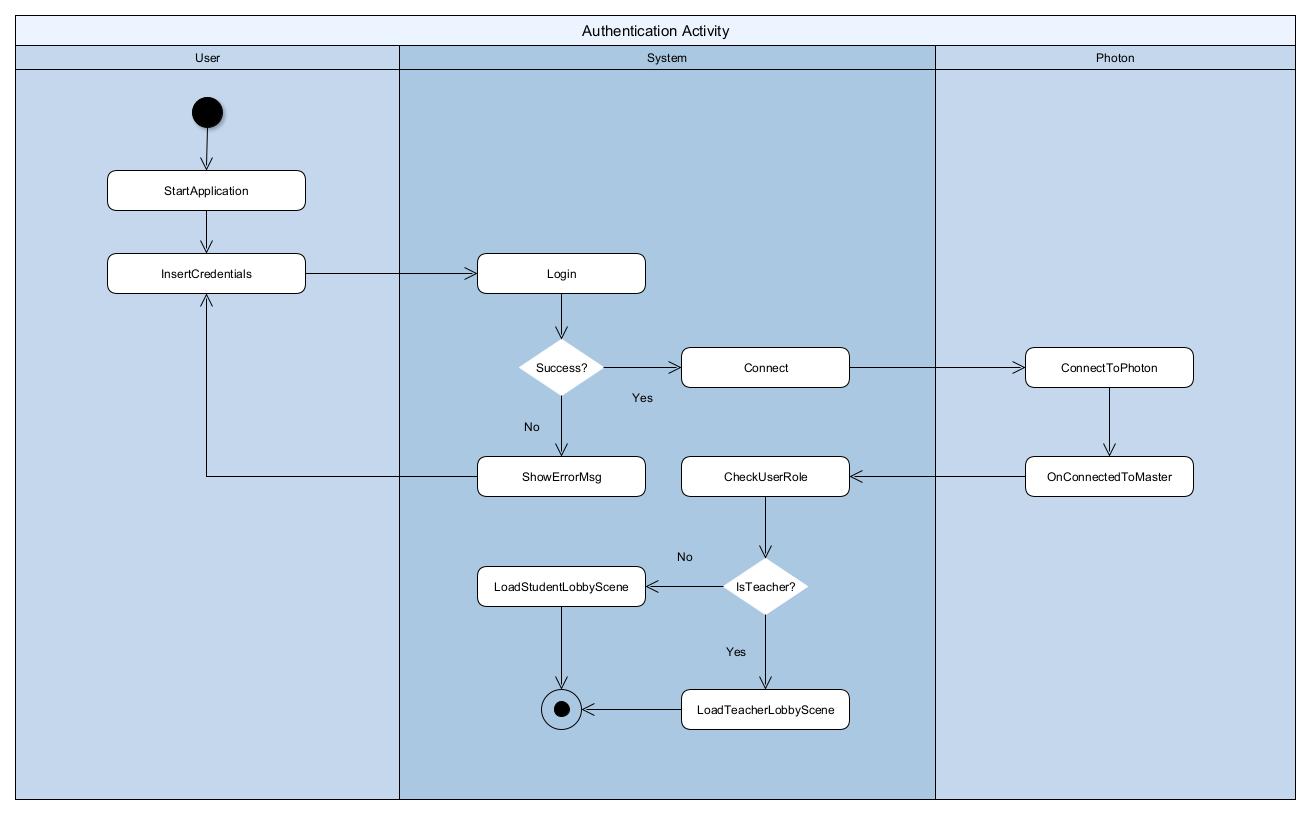 Authentication Activity
User
System
Photon
StartApplication
InsertCredentials
Login
Success?
Connect
ConnectToPhoton
Yes
No
ShowErrorMsg
CheckUserRole
OnConnectedToMaster
No
LoadStudentLobbyScene
IsTeacher?
Yes
LoadTeacherLobbyScene